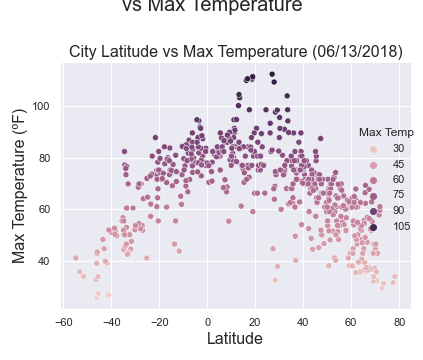 vs Max Temperature
City Latitude vs Max Temperature (06/13/2018)
Max Temperature (ºF)
100
80
60
40
Max Temp
30
45
60
75
90
105
−60 −40 −20 0 20 40 60 80
Latitude